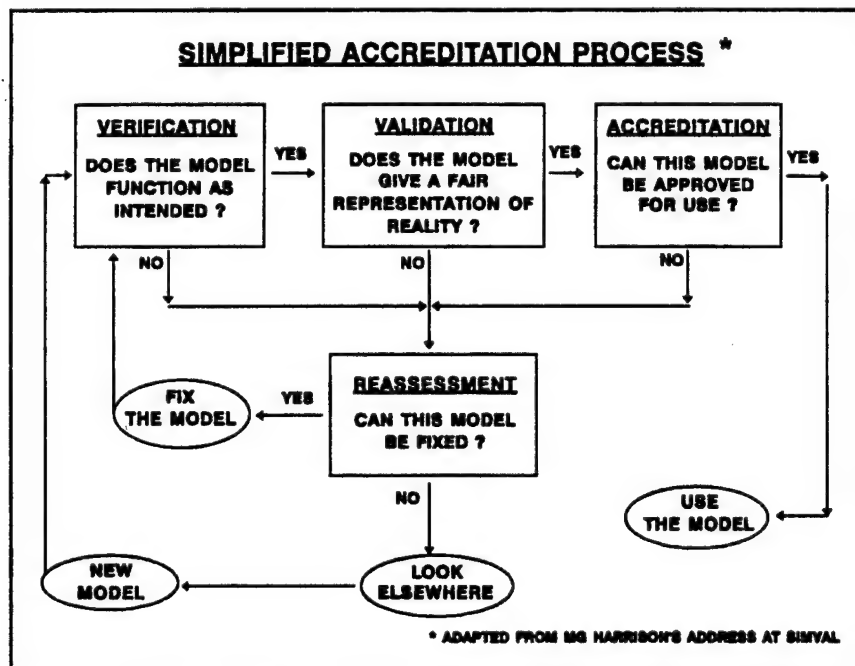 SIMPLIFIED ACCREDITATION PROCESS *
VERIFICATION
DOES THE MODEL
FUNCTION AS
INTENDED ?
YES
VALIDATION
DOES THE MODEL
GIVE A FAIR
REPRESENTATION OF
REALITY ?
YES
ACCREDITATION
CAN THIS MODEL
BE APPROVED
FOR USE ?
YES
NO
NO
NO
REASSESSMENT
CAN THIS MODEL
BE FIXED ?
YES
FIX
THE MODEL
NO
USE
THE MODEL
NEW
MODEL
LOOK
ELSEWHERE
* ADAPTED FROM MG HARRISON'S ADDRESS AT SIMVAL